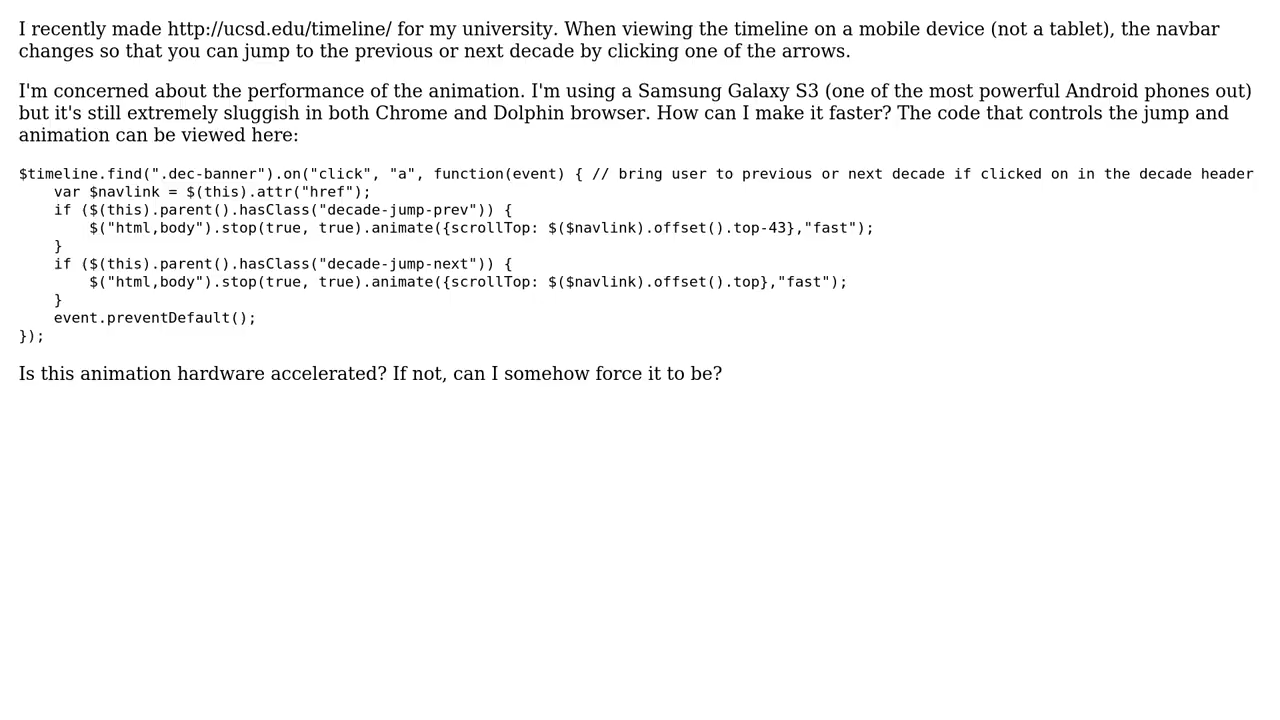 I recently made http://ucsd.edu/timeline/ for my university. When viewing the timeline on a mobile device (not a tablet), the navbar
changes so that you can jump to the previous or next decade by clicking one of the arrows.
I'm concerned about the performance of the animation. I'm using a Samsung Galaxy S3 (one of the most powerful Android phones out)
but it's still extremely sluggish in both Chrome and Dolphin browser. How can I make it faster? The code that controls the jump and
animation can be viewed here:
$timeline.find(".dec-banner").on("click", "a", function(event) { // bring user to previous or next decade if clicked on in the decade header
    var $navlink = $(this).attr("href");
    if ($(this).parent().hasClass("decade-jump-prev")) {
        $("html,body").stop(true, true).animate({scrollTop: $($navlink).offset().top-43},"fast");
    }
    if ($(this).parent().hasClass("decade-jump-next")) {
        $("html,body").stop(true, true).animate({scrollTop: $($navlink).offset().top},"fast");
    }
    event.preventDefault();
});
Is this animation hardware accelerated? If not, can I somehow force it to be?